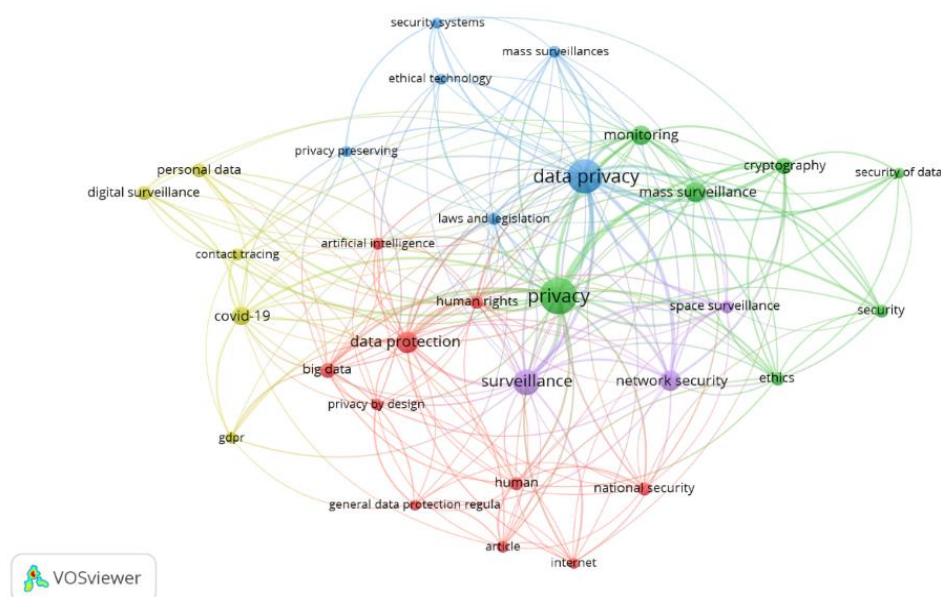 security systems
mass surveillances
ethical technology
monitoring
privacy preserving
cryptography
personal data
data privacy
security of data
digital surveillance
mass surveillance
laws and legislation
artificial intelligence
contact tracing
human rights
privacy
space surveillance
security
covid-19
data protection
big data
surveillance
network security
ethics
privacy by design
gdpr
human
national security
general data protection regula
article
internet
VOSviewer